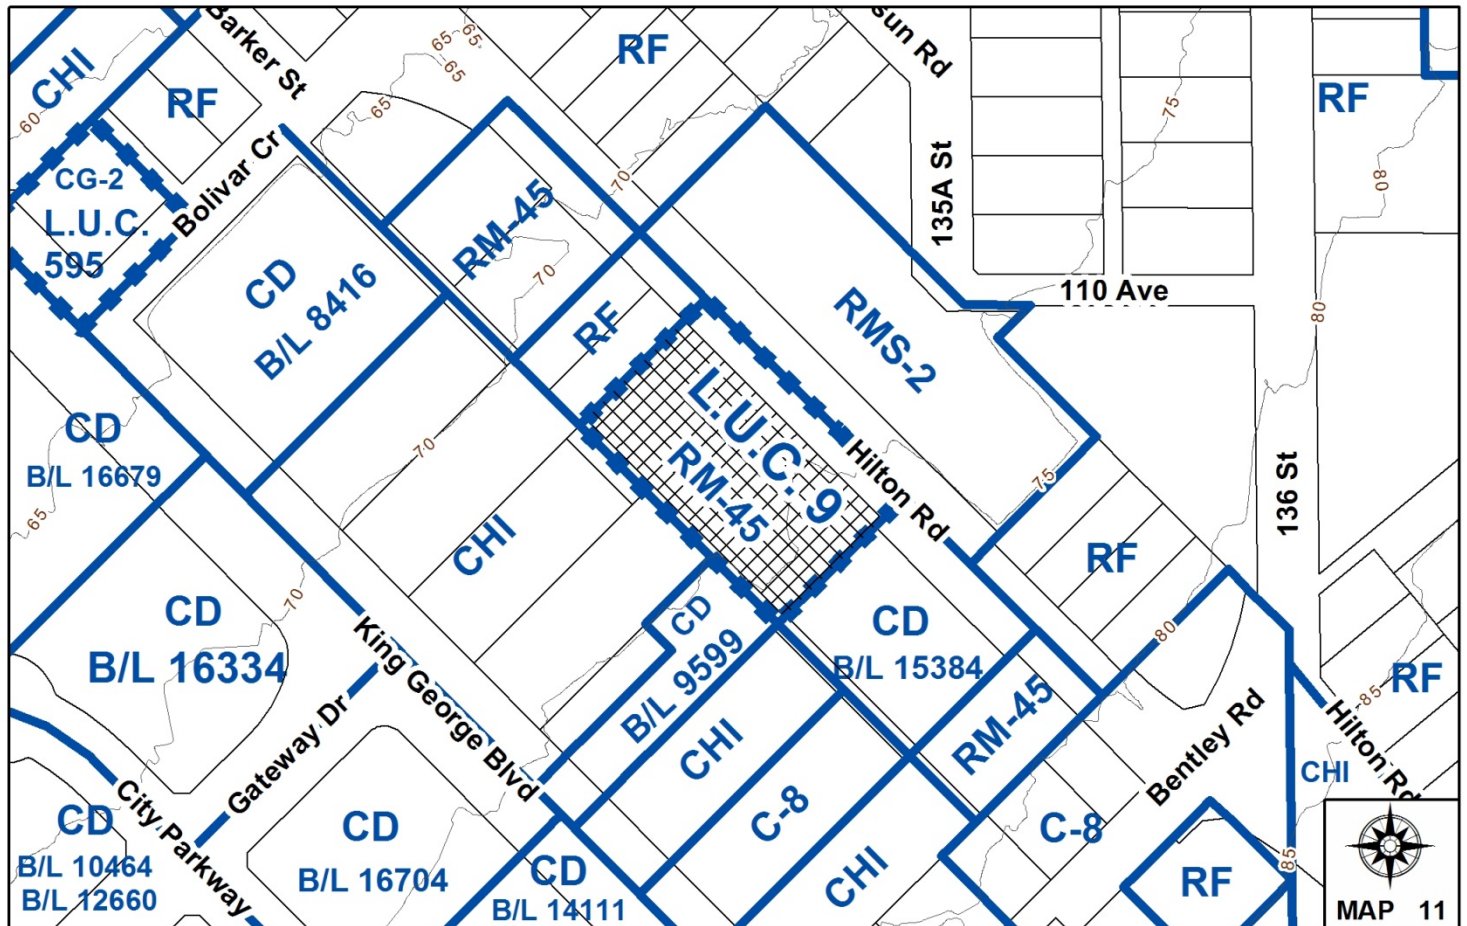 Barker St
65
65
65
65
RF
sun Rd
75
RF
CHI
60
RF
Bolivar Cr
CG-2
L.U.C.
595
RM-45
70
70
135A St
80
CD
B/L 8416
RF
RMS-2
110 Ave
80
CD
B/L 16679
65
70
L.U.C. 9
RM-45
Hilton Rd
75
136 St
CHI
RF
CD
B/L 16334
70
King George Blvd
CD
B/L 9599
CD
B/L 15384
RM-45
80
85
RF
Gateway Dr
CHI
Bentley Rd
Hilton Rd
CHI
City Parkway
CD
B/L 10464
B/L 12660
CD
B/L 16704
CD
B/L 14111
C-8
CHI
C-8
RF
85
MAP 11